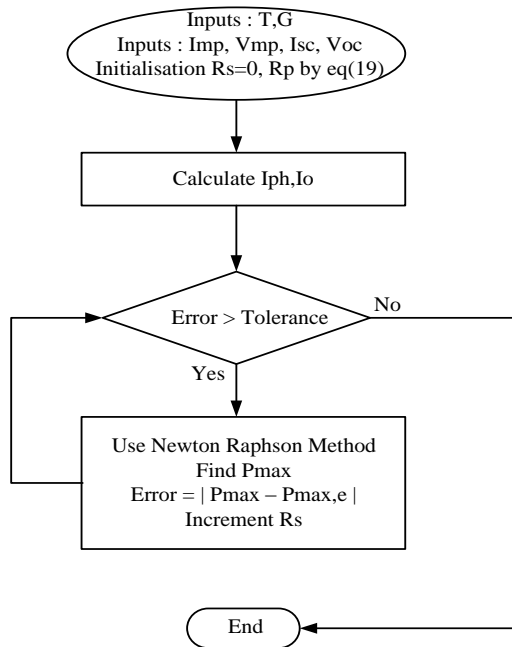 Inputs : T,G
Inputs : Imp, Vmp, Isc, Voc
Initialisation Rs=0, Rp by eq(19)
Calculate Iph,Io
Error > Tolerance
No
Yes
Use Newton Raphson Method
Find Pmax
Error = | Pmax – Pmax,e |
Increment Rs
End